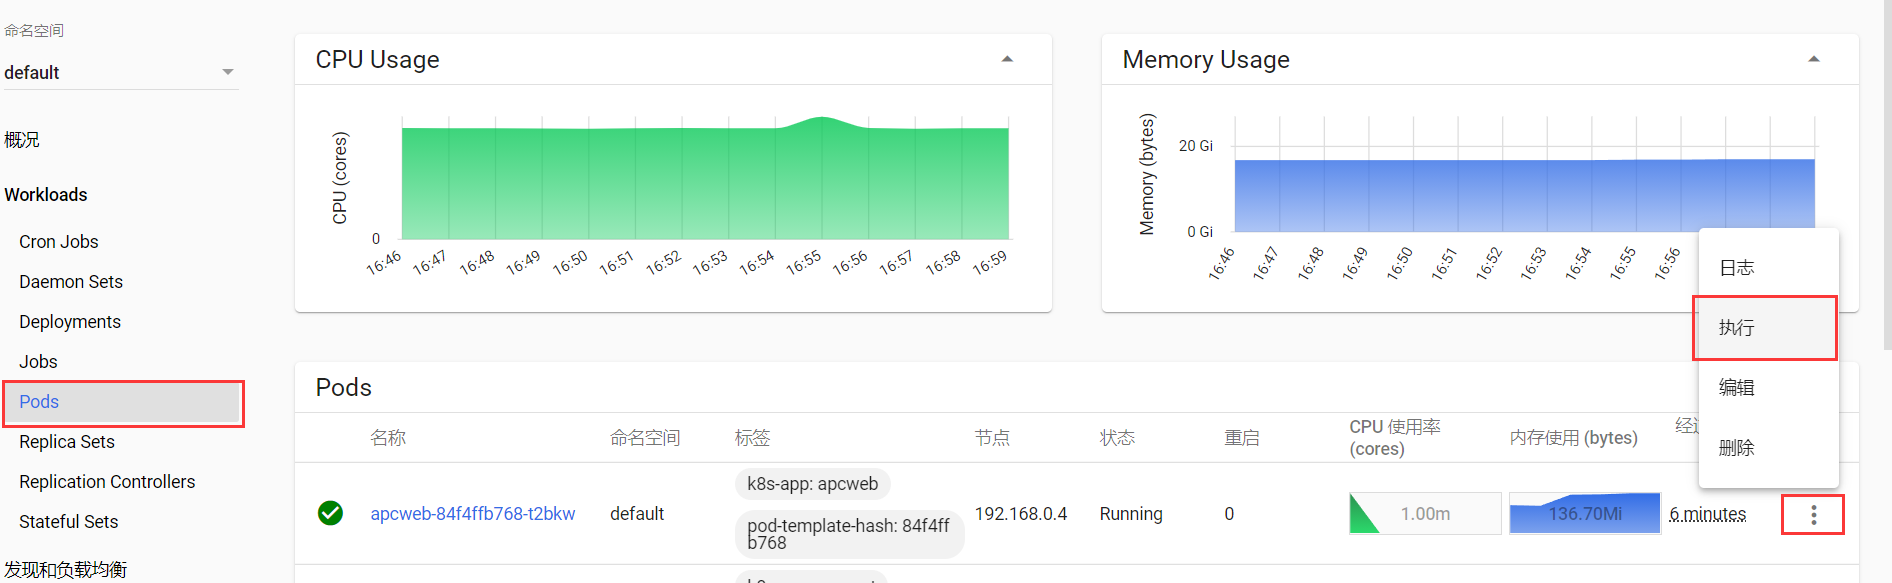 命名空间
default
概况
Workloads
Cron Jobs
Daemon Sets
Deployments
Jobs
Pods
Replica Sets
Replication Controllers
Stateful Sets
发现和负载均衡
CPU Usage
CPU (cores)
0
16:46 16:47 16:48 16:49 16:50 16:51 16:52 16:53 16:54 16:55 16:56 16:57 16:58 16:59
Memory Usage
Memory (bytes)
20 Gi
0 Gi
16:46 16:47 16:48 16:49 16:50 16:51 16:52 16:53 16:54 16:55 16:56
日志
执行
编辑
删除
Pods
名称 命名空间 标签 节点 状态 重启 CPU 使用率 (cores) 内存使用 (bytes)
apcweb-84f4ffb768-t2bkw default
k8s-app: apcweb
pod-template-hash: 84f4ff
b768
192.168.0.4 Running 0 1.00m 136.70Mi 6 minutes